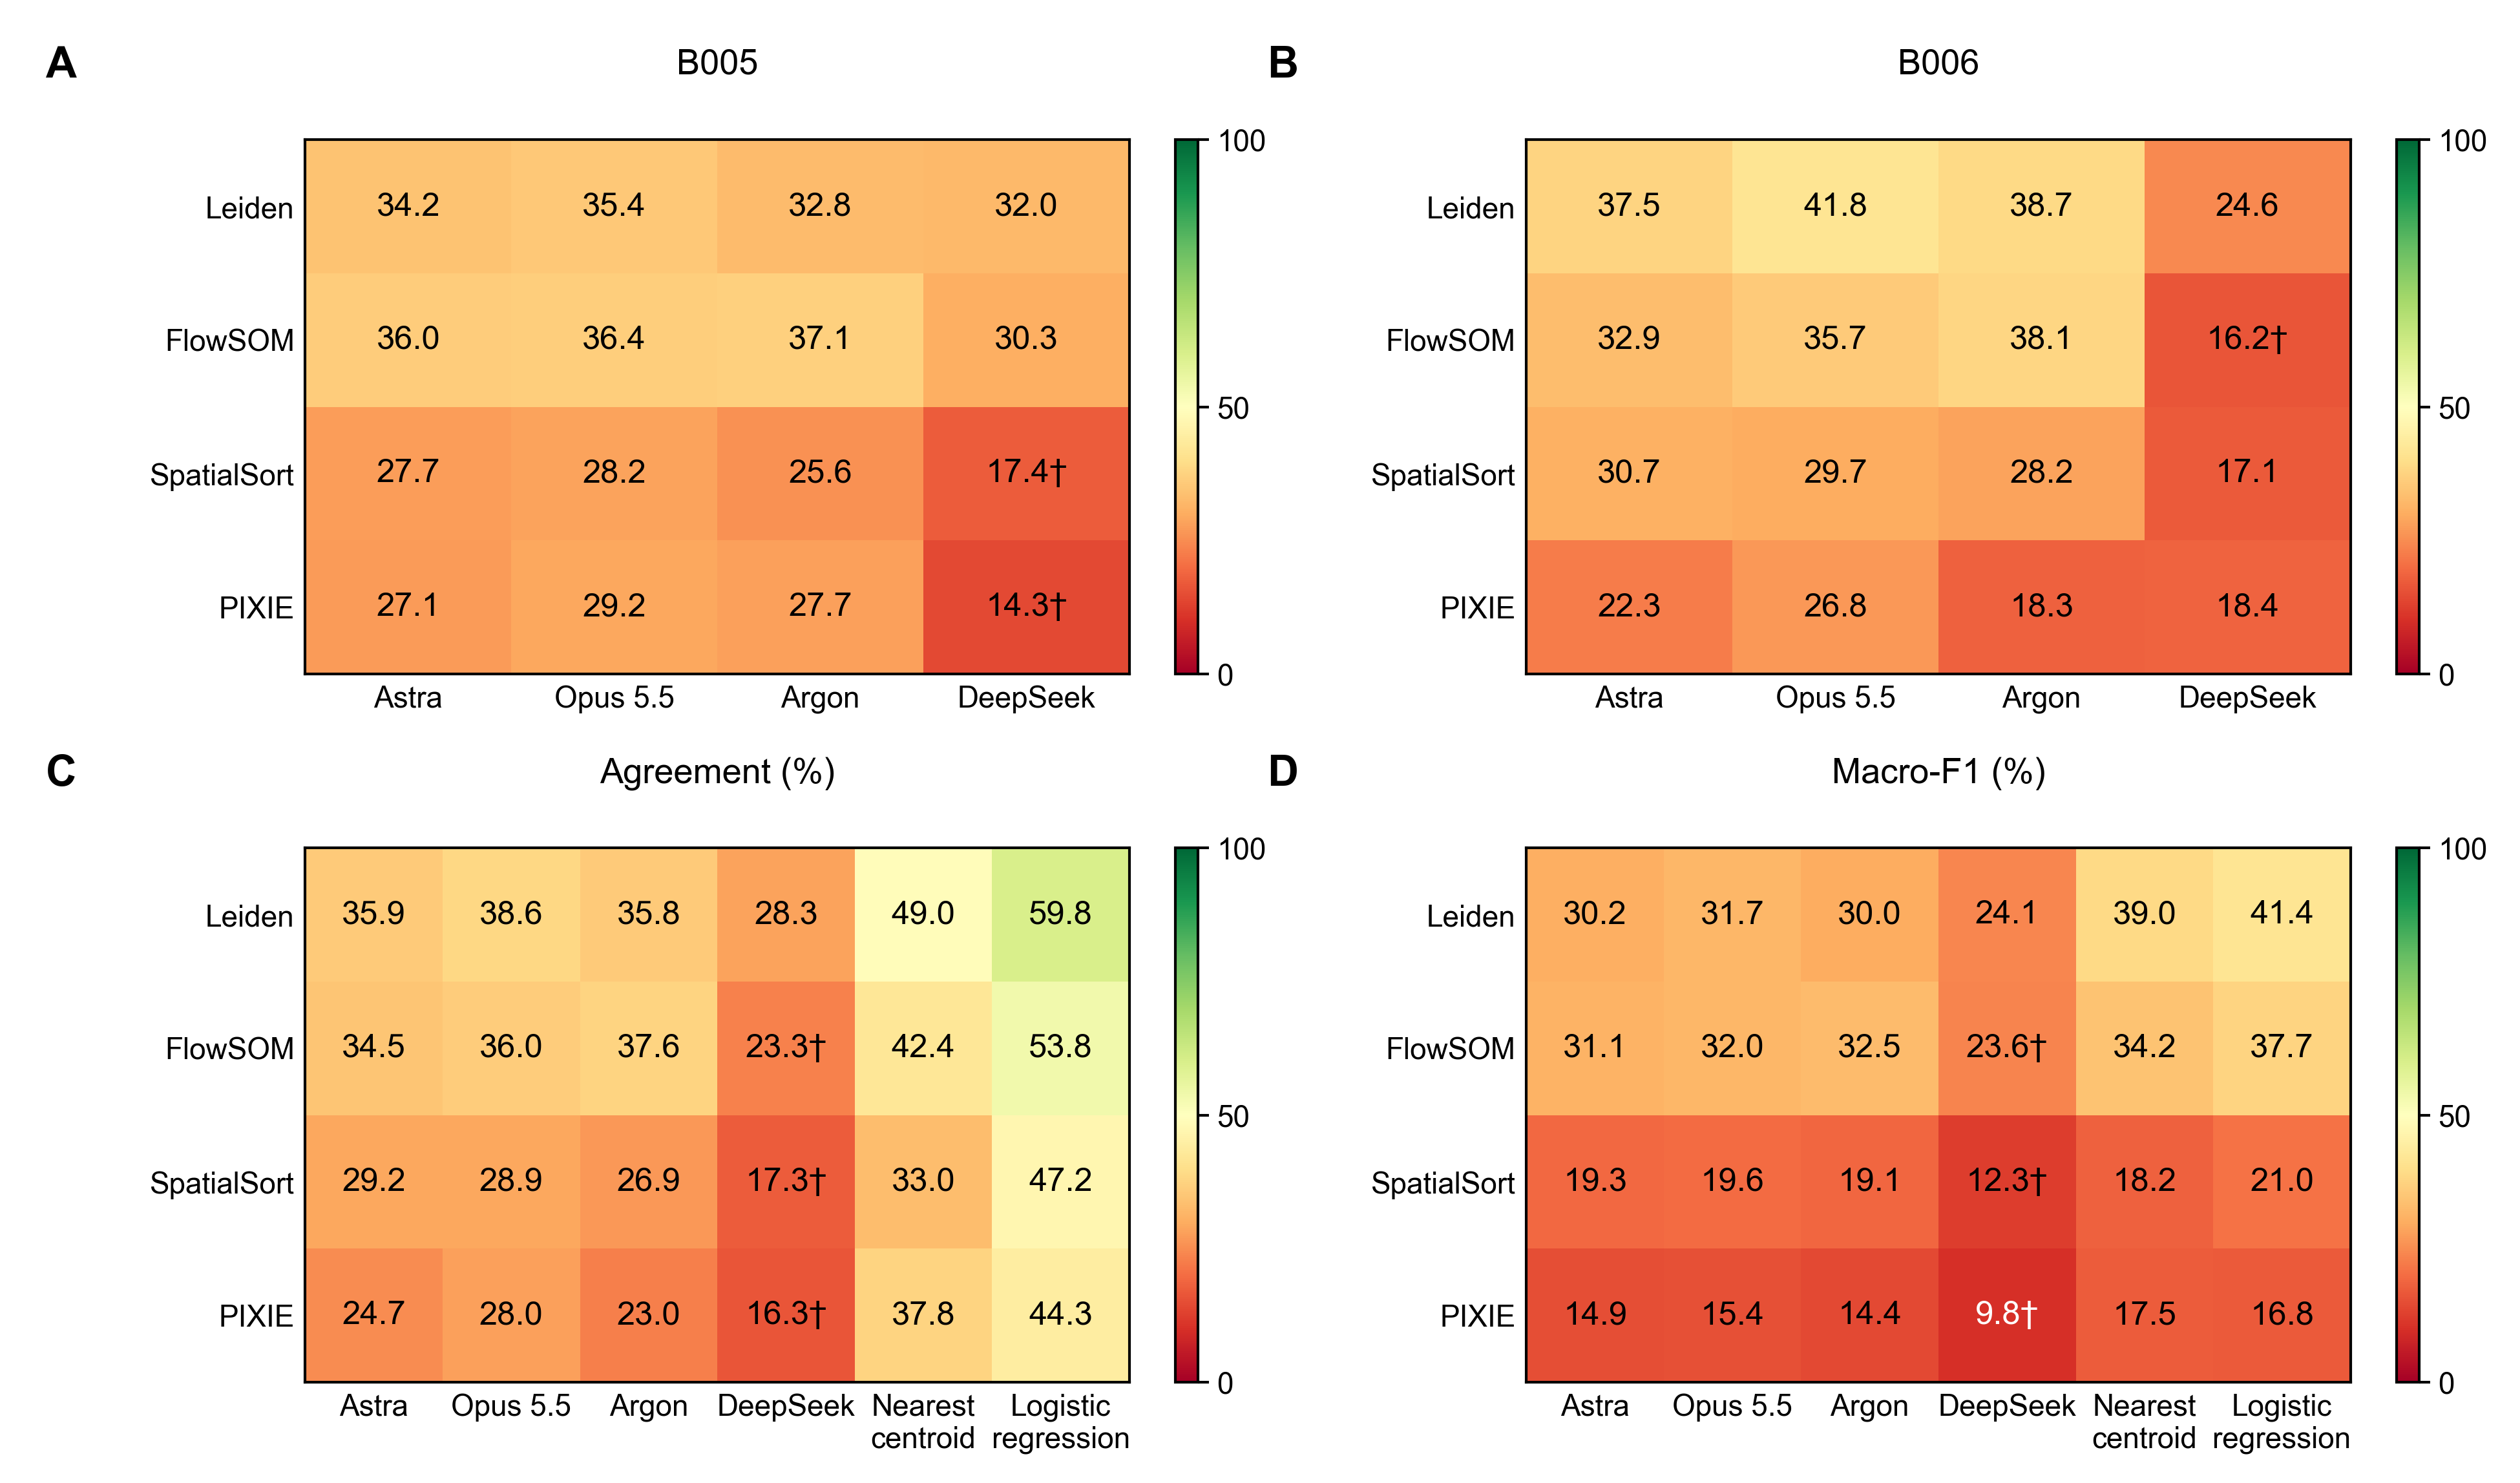 A
B005
100
50
0
Leiden 34.2 35.4 32.8 32.0
FlowSOM 36.0 36.4 37.1 30.3
SpatialSort 27.7 28.2 25.6 17.4†
PIXIE 27.1 29.2 27.7 14.3†
Astra Opus 5.5 Argon DeepSeek
B
B006
100
50
0
Leiden 37.5 41.8 38.7 24.6
FlowSOM 32.9 35.7 38.1 16.2†
SpatialSort 30.7 29.7 28.2 17.1
PIXIE 22.3 26.8 18.3 18.4
Astra Opus 5.5 Argon DeepSeek
C
Agreement (%)
100
50
0
Leiden 35.9 38.6 35.8 28.3 49.0 59.8
FlowSOM 34.5 36.0 37.6 23.3† 42.4 53.8
SpatialSort 29.2 28.9 26.9 17.3† 33.0 47.2
PIXIE 24.7 28.0 23.0 16.3† 37.8 44.3
Astra Opus 5.5 Argon DeepSeek Nearest Logistic
centroid regression
D
Macro-F1 (%)
100
50
0
Leiden 30.2 31.7 30.0 24.1 39.0 41.4
FlowSOM 31.1 32.0 32.5 23.6† 34.2 37.7
SpatialSort 19.3 19.6 19.1 12.3† 18.2 21.0
PIXIE 14.9 15.4 14.4 9.8† 17.5 16.8
Astra Opus 5.5 Argon DeepSeek Nearest Logistic
centroid regression